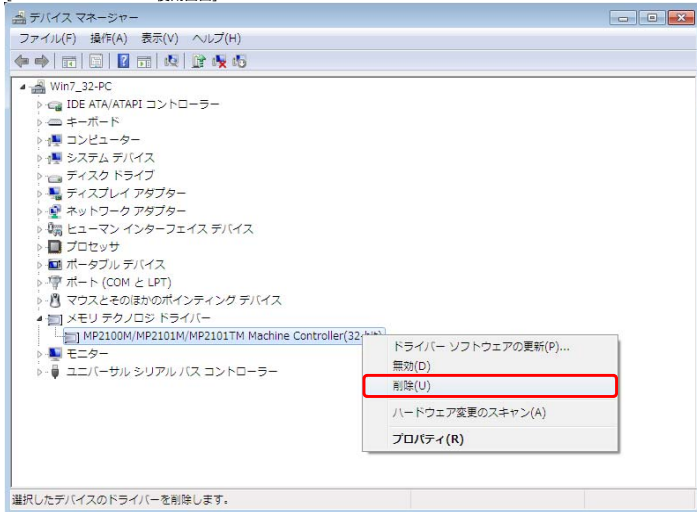 デバイス マネージャー
ファイル(F) 操作(A) 表示(V) ヘルプ(H)
Win7_32-PC
IDE ATA/ATAPI コントローラー
キーボード
コンピューター
システム デバイス
ディスク ドライブ
ディスプレイ アダプター
ネットワーク アダプター
ヒューマン インターフェイス デバイス
プロセッサ
ポータブル デバイス
ポート (COM と LPT)
マウスとそのほかのポインティング デバイス
メモリ テクノロジ ドライバー
MP2100M/MP2101M/MP2101TM Machine Controller(32-bit)
モニター
ユニバーサル シリアル バス コントローラー
ドライバー ソフトウェアの更新(P)...
無効(D)
削除(U)
ハードウェア変更のスキャン(A)
プロパティ(R)
選択したデバイスのドライバーを削除します。